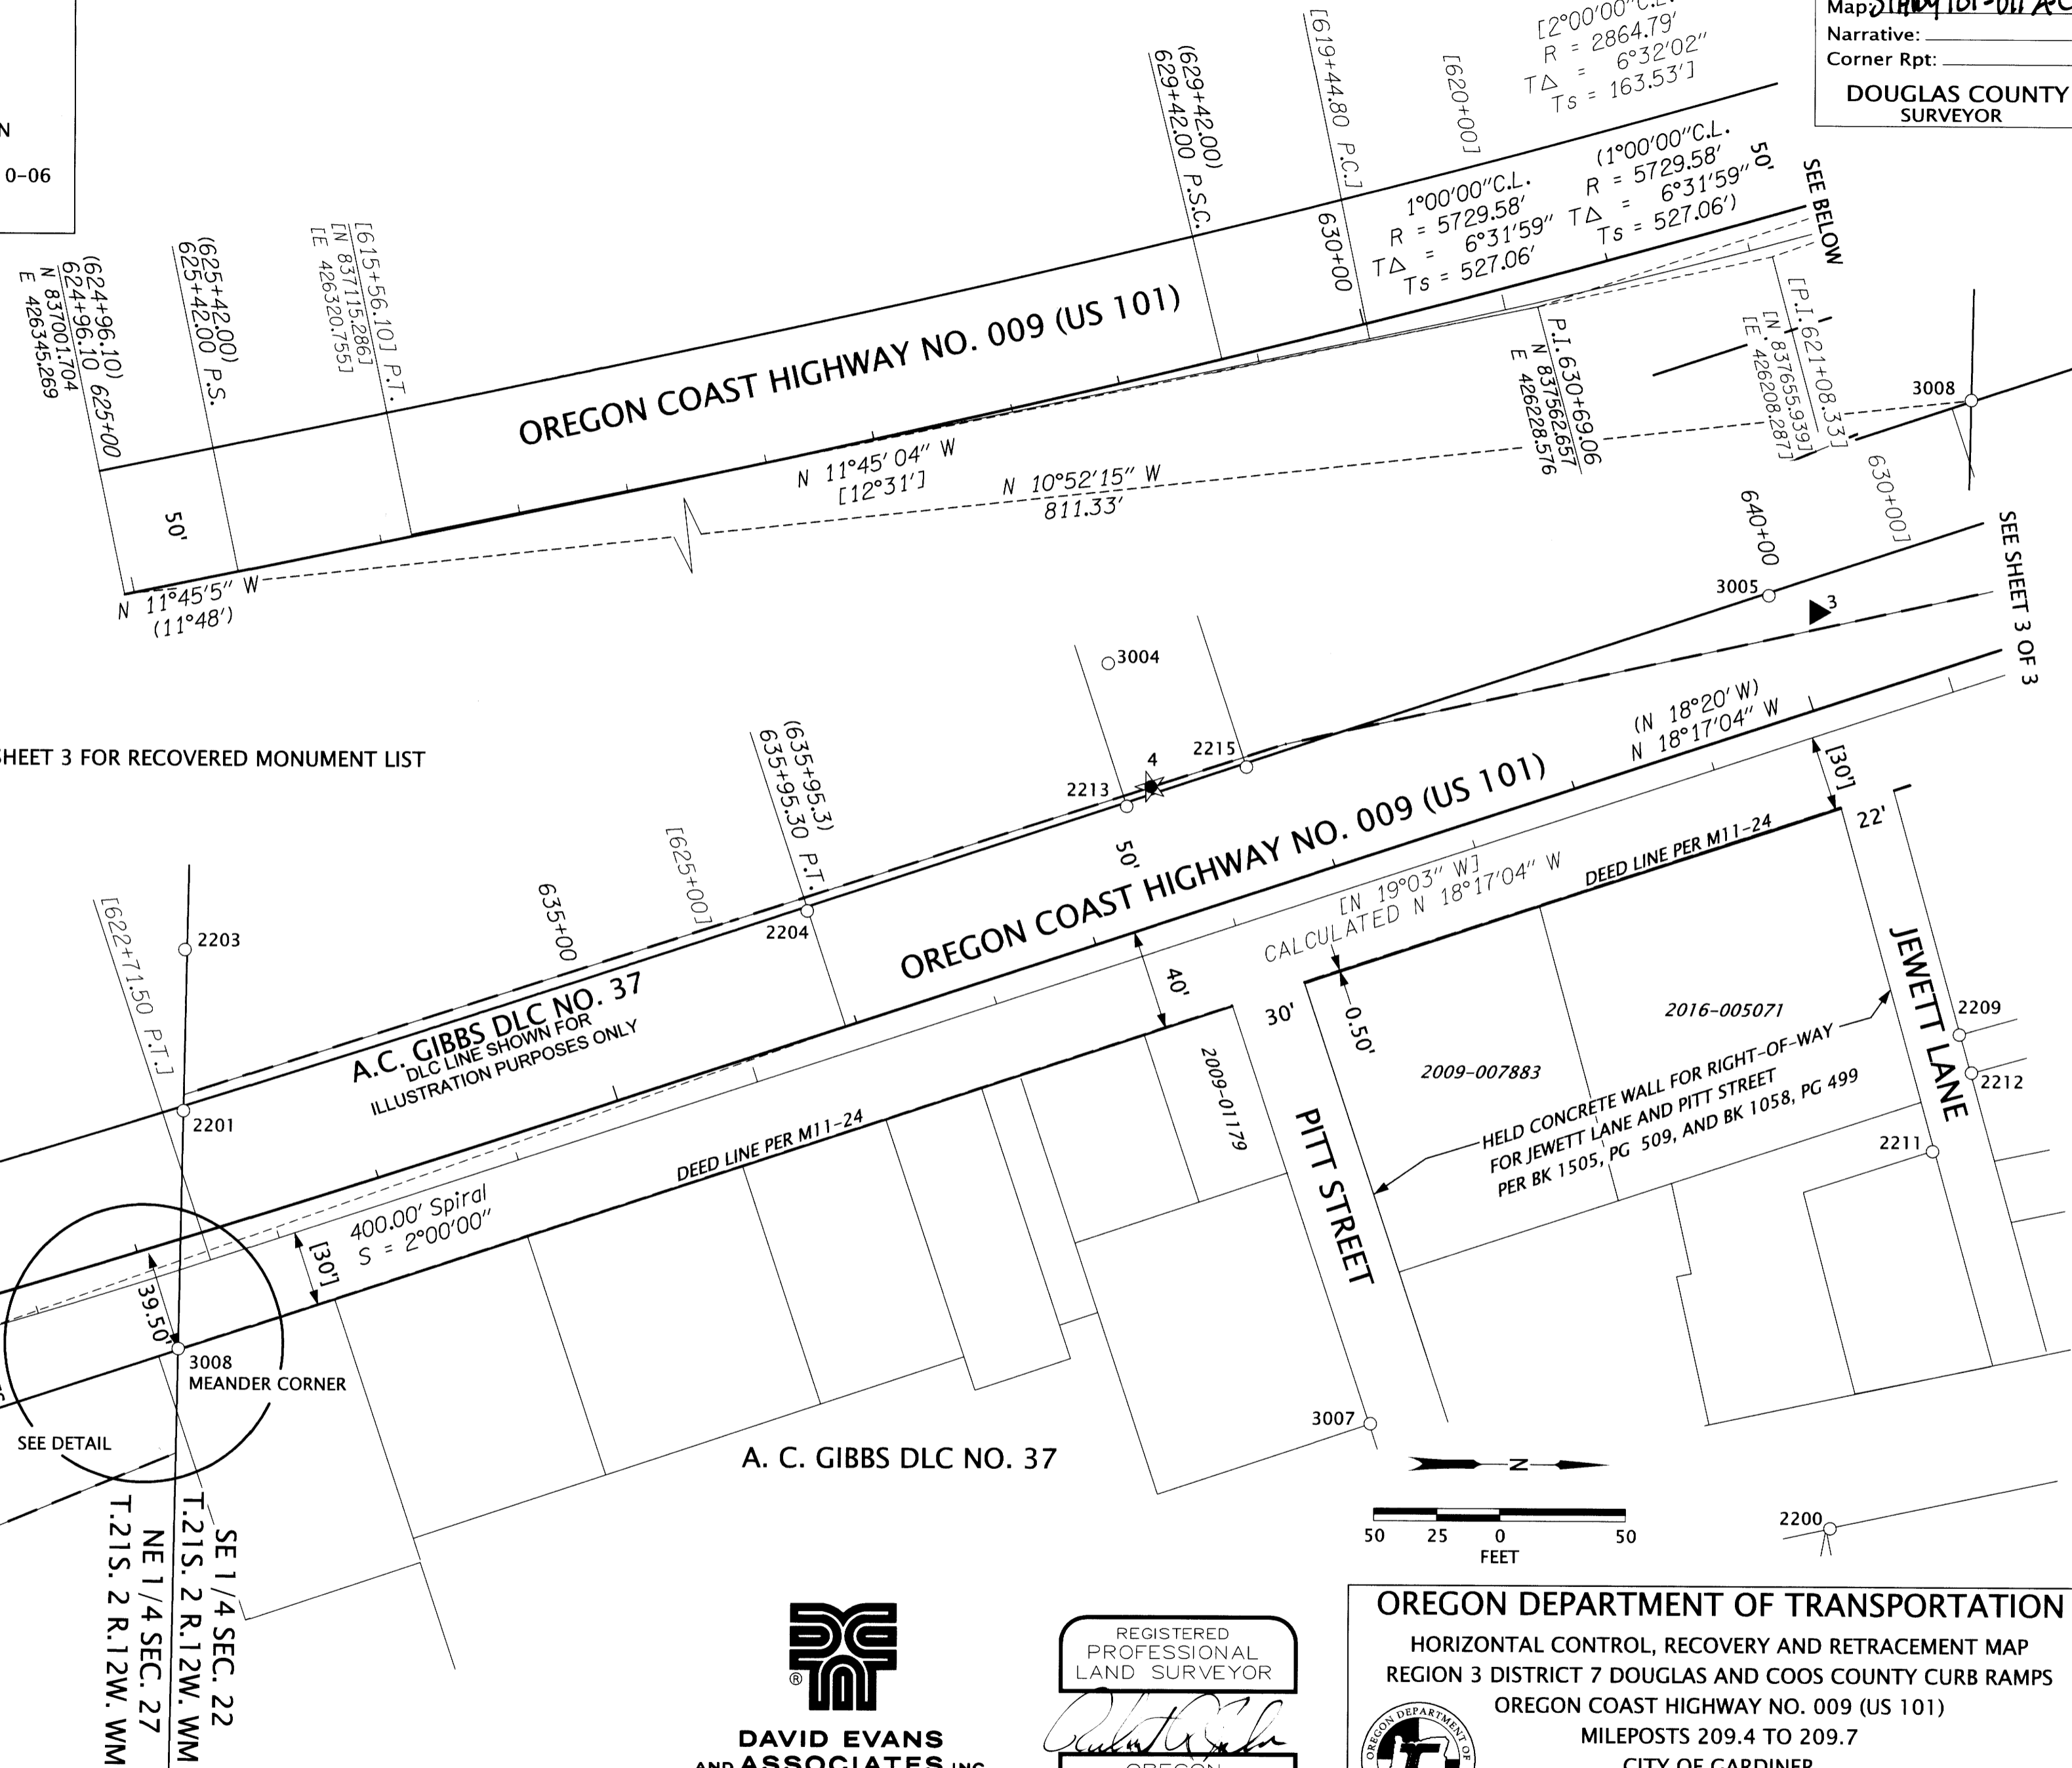 N
0-06
Map:
Narrative:
Corner Rpt:
DOUGLAS COUNTY
SURVEYOR
[2°00'00"C.L.
R = 2864.79'
T∆ = 6°32'02"
Ts = 163.53']
(624+96.10)
624+96.10
N 837001.704
E 426345.269
625+00
(625+42.00)
625+42.00 P.S.
[615+56.10] P.T.
[N 837115.286]
[E 426320.755]
(629+42.00)
629+42.00 P.S.C.
[619+44.80 P.C.]
630+00
[620+00]
1°00'00"C.L.
R = 5729.58'
T∆ = 6°31'59"
Ts = 527.06'
(1°00'00"C.L.
R = 5729.58'
T∆ = 6°31'59"
Ts = 527.06')
50'
SEE BELOW
OREGON COAST HIGHWAY NO. 009 (US 101)
50'
N 11°45'5" W
(11°48')
N 11°45'04" W
[12°31']
N 10°52'15" W
811.33'
P.I. 630+69.06
N 837562.657
E 426228.576
[P.I. 621+08.33]
[N 837655.939]
[E 426208.287]
3008
630+00]
640+00
SEE SHEET 3 OF 3
3005
3
3004
SHEET 3 FOR RECOVERED MONUMENT LIST
[622+71.50 P.T.]
2203
635+00
[625+00]
(635+95.3)
635+95.30 P.T.
2204
2213
4
2215
50'
OREGON COAST HIGHWAY NO. 009 (US 101)
(N 18°20' W)
N 18°17'04" W
[30']
22'
A.C. GIBBS DLC NO. 37
DLC LINE SHOWN FOR
ILLUSTRATION PURPOSES ONLY
2201
[N 19°03" W]
CALCULATED N 18°17'04" W
DEED LINE PER M11-24
40'
30'
0.50'
2009-007883
2016-005071
2009-01179
PITT STREET
JEWETT LANE
2209
2212
2211
HELD CONCRETE WALL FOR RIGHT-OF-WAY
FOR JEWETT LANE AND PITT STREET
PER BK 1505, PG 509, AND BK 1058, PG 499
DEED LINE PER M11-24
400.00' Spiral
S = 2°00'00"
[30']
39.50'
3008
MEANDER CORNER
SEE DETAIL
SE 1/4 SEC. 22
T.21S. 2 R.12W. WM
NE 1/4 SEC. 27
T.21S. 2 R.12W. WM
A. C. GIBBS DLC NO. 37
3007
N
50 25 0 50
FEET
2200
®
DAVID EVANS
AND ASSOCIATES INC
REGISTERED
PROFESSIONAL
LAND SURVEYOR
OREGON
OREGON DEPARTMENT OF TRANSPORTATION
HORIZONTAL CONTROL, RECOVERY AND RETRACEMENT MAP
REGION 3 DISTRICT 7 DOUGLAS AND COOS COUNTY CURB RAMPS
OREGON COAST HIGHWAY NO. 009 (US 101)
MILEPOSTS 209.4 TO 209.7
CITY OF GARDINER
OREGON DEPARTMENT OF